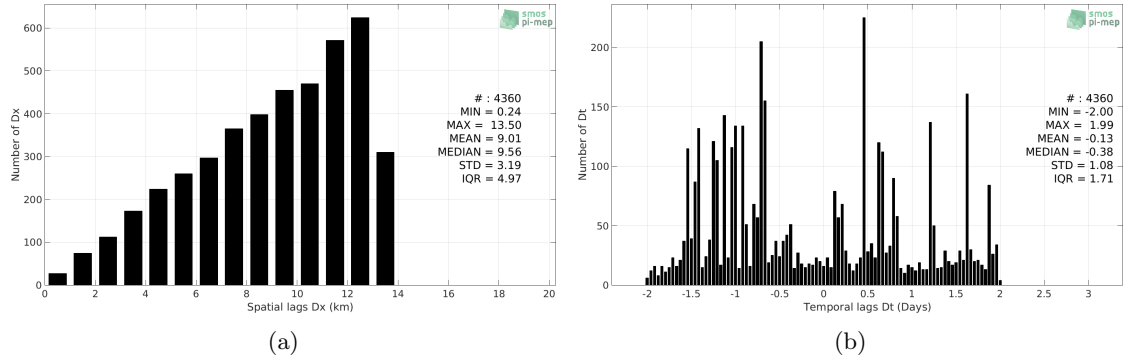 smos
pi-mep
600
500
400
300
200
100
0
Number of Dx
# : 4360
MIN = 0.24
MAX = 13.50
MEAN = 9.01
MEDIAN = 9.56
STD = 3.19
IQR = 4.97
0 2 4 6 8 10 12 14 16 18 20
Spatial lags Dx (km)
(a)
smos
pi-mep
200
150
100
50
0
Number of Dt
# : 4360
MIN = -2.00
MAX = 1.99
MEAN = -0.13
MEDIAN = -0.38
STD = 1.08
IQR = 1.71
-2 -1.5 -1 -0.5 0 0.5 1 1.5 2 2.5 3
Temporal lags Dt (Days)
(b)